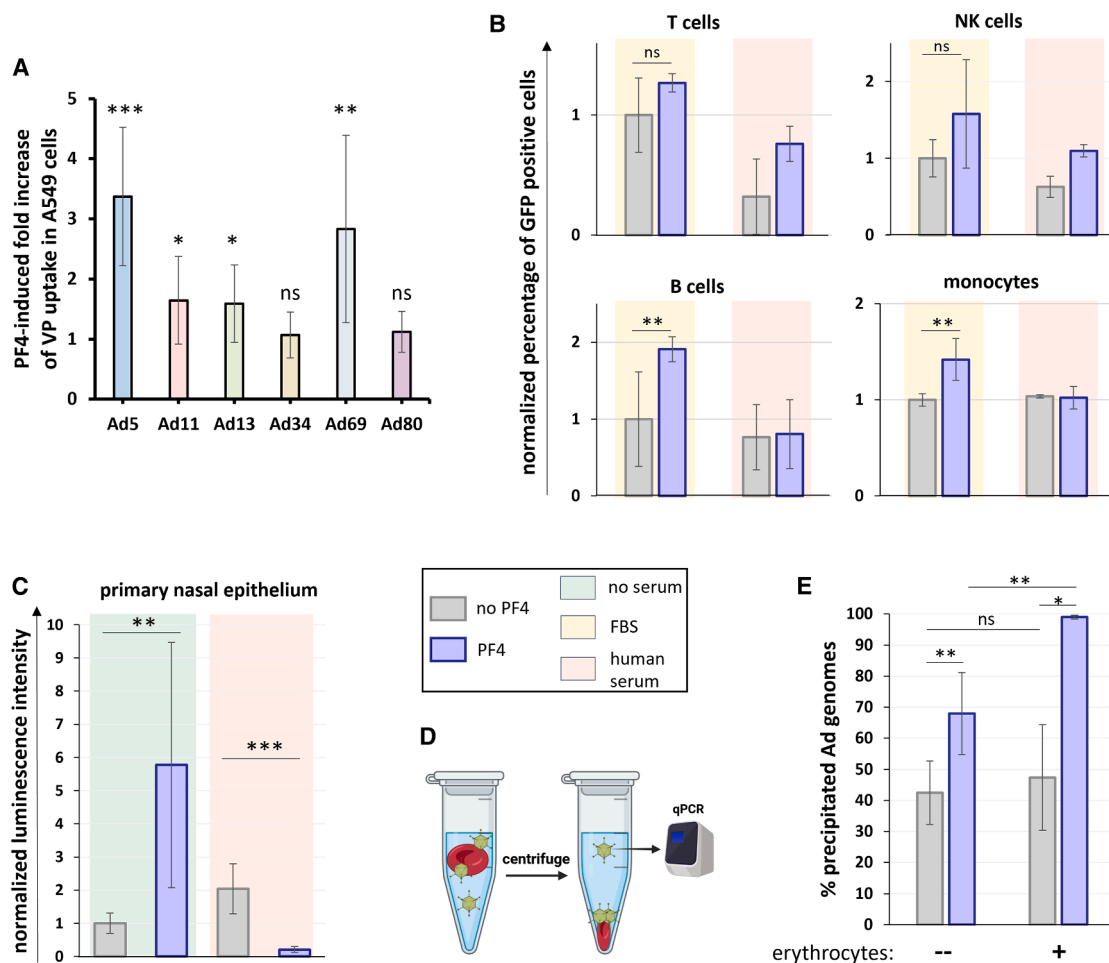 A
PF4-induced fold increase
of VP uptake in A549 cells
5
4
3
2
1
0
***
*
*
ns
**
ns
Ad5 Ad11 Ad13 Ad34 Ad69 Ad80
B
normalized percentage of GFP positive cells
T cells
ns
1
0
NK cells
ns
2
1
0
B cells
**
2
1
0
monocytes
**
2
1
0
C
primary nasal epithelium
normalized luminescence intensity
10
9
8
7
6
5
4
3
2
1
0
**
***
no PF4
PF4
no serum
FBS
human
serum
D
centrifuge
qPCR
E
% precipitated Ad genomes
100
90
80
70
60
50
40
30
20
10
0
**
*
ns
**
erythrocytes: -- +